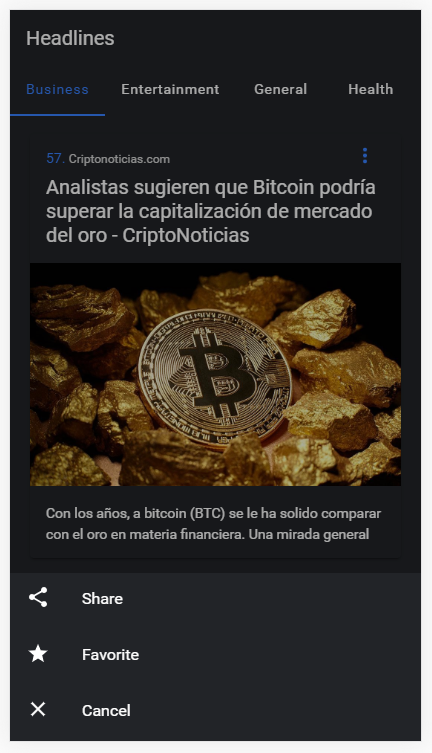 Headlines
Business Entertainment General Health
57. Criptonoticias.com
Analistas sugieren que Bitcoin podría
superar la capitalización de mercado
del oro - CriptoNoticias
Con los años, a bitcoin (BTC) se le ha solido comparar
con el oro en materia financiera. Una mirada general
Share
Favorite
Cancel